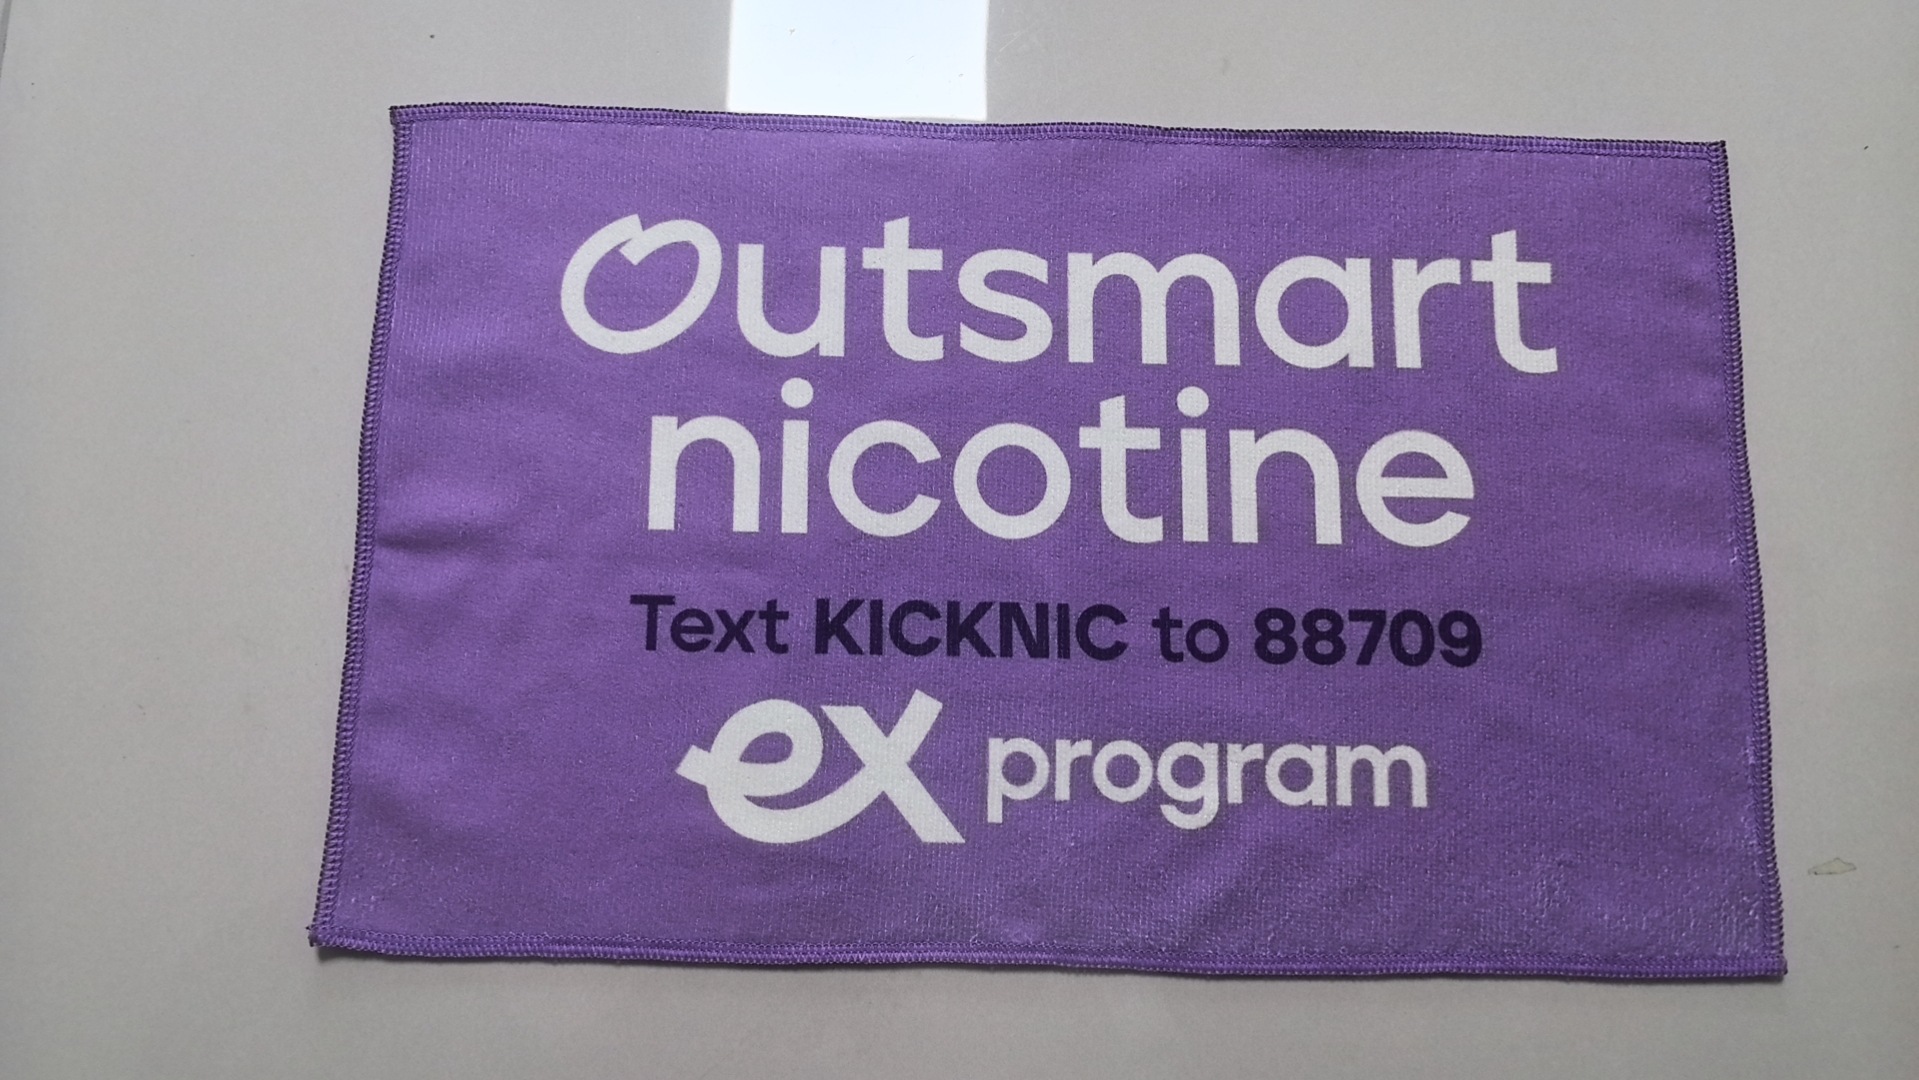 Outsmart
nicotine
Text KICKNIC to 88709
ex program